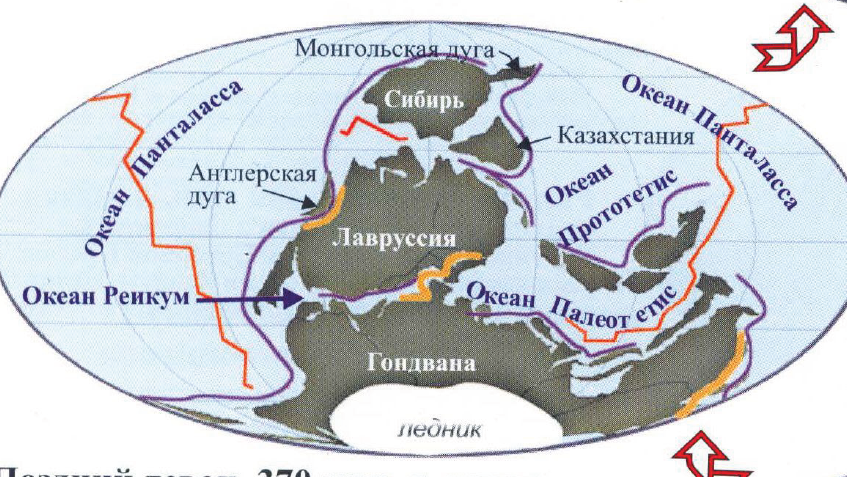 Монгольская дуга
Сибирь
Океан Панталасса
Океан Панталасса
Казахстания
Антлерская
дуга
Океан
Прототетис
Лавруссия
Океан Реикум
Океан Палеотетис
Гондвана
ледник
Поздний девон, 370